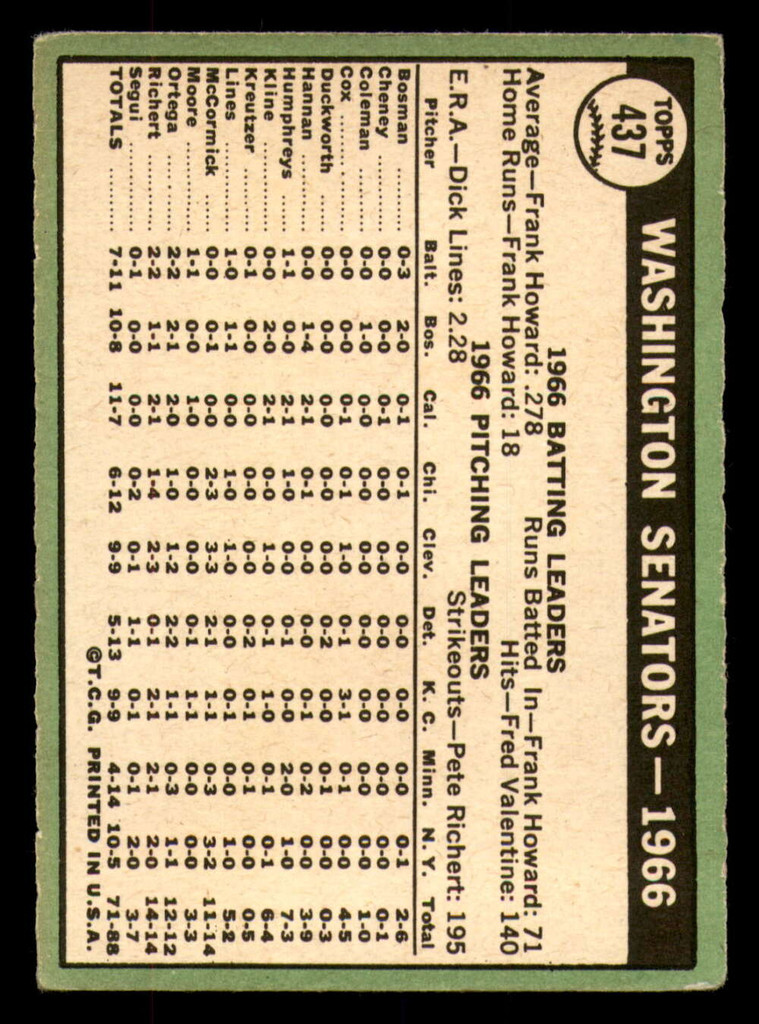 TOPPS
437
WASHINGTON SENATORS—1966
1966 BATTING LEADERS
Average—Frank Howard: .278 Runs Batted In—Frank Howard: 71
Home Runs—Frank Howard: 18 Hits—Fred Valentine: 140
1966 PITCHING LEADERS
E.R.A.—Dick Lines: 2.28 Strikeouts—Pete Richert: 195
Pitcher Balt. Bos. Cal. Chi. Clev. Det. K. C. Minn. N. Y. Total
Bosman ........ 0-3 2-0 0-1 0-1 0-0 0-0 0-0 0-0 0-1 2-6
Cheney ........ 0-0 0-0 0-1 0-0 0-0 0-0 0-0 0-0 0-0 0-1
Coleman ........ 0-0 1-0 0-0 0-0 0-0 0-0 0-0 0-0 0-0 1-0
Cox ........ 0-0 0-0 0-1 0-1 1-0 0-1 3-1 0-1 0-0 4-5
Duckworth ..... 0-0 0-0 0-0 0-0 0-0 0-2 0-0 0-1 0-0 0-3
Hannan ........ 0-0 1-4 2-1 0-1 0-0 0-0 0-1 0-2 0-0 3-9
Humphreys ..... 1-1 0-0 2-1 1-0 0-0 0-1 0-0 2-0 1-0 7-3
Kline ........ 0-0 2-0 2-1 0-0 1-0 0-1 1-0 0-1 0-1 6-4
Kreutzer ........ 0-1 0-0 0-0 0-0 0-0 0-2 0-1 0-1 0-0 0-5
Lines ........ 1-0 1-1 0-0 1-0 1-0 0-0 0-1 0-0 1-0 5-2
McCormick ..... 0-0 0-1 0-0 2-3 3-3 2-1 1-1 0-3 3-2 11-14
Moore ........ 1-1 0-0 1-0 0-0 0-0 0-1 1-1 0-0 0-0 3-3
Ortega ........ 2-2 2-1 2-0 1-0 1-2 2-2 1-1 0-3 1-1 12-12
Richert ........ 2-2 1-1 2-1 1-4 2-3 0-1 2-1 2-1 2-0 14-14
Segui ........ 0-1 0-0 0-0 0-2 0-1 1-1 0-1 0-1 2-0 3-7
TOTALS ........ 7-11 10-8 11-7 6-12 9-9 5-13 9-9 4-14 10-5 71-88
©T.C.G. PRINTED IN U.S.A.